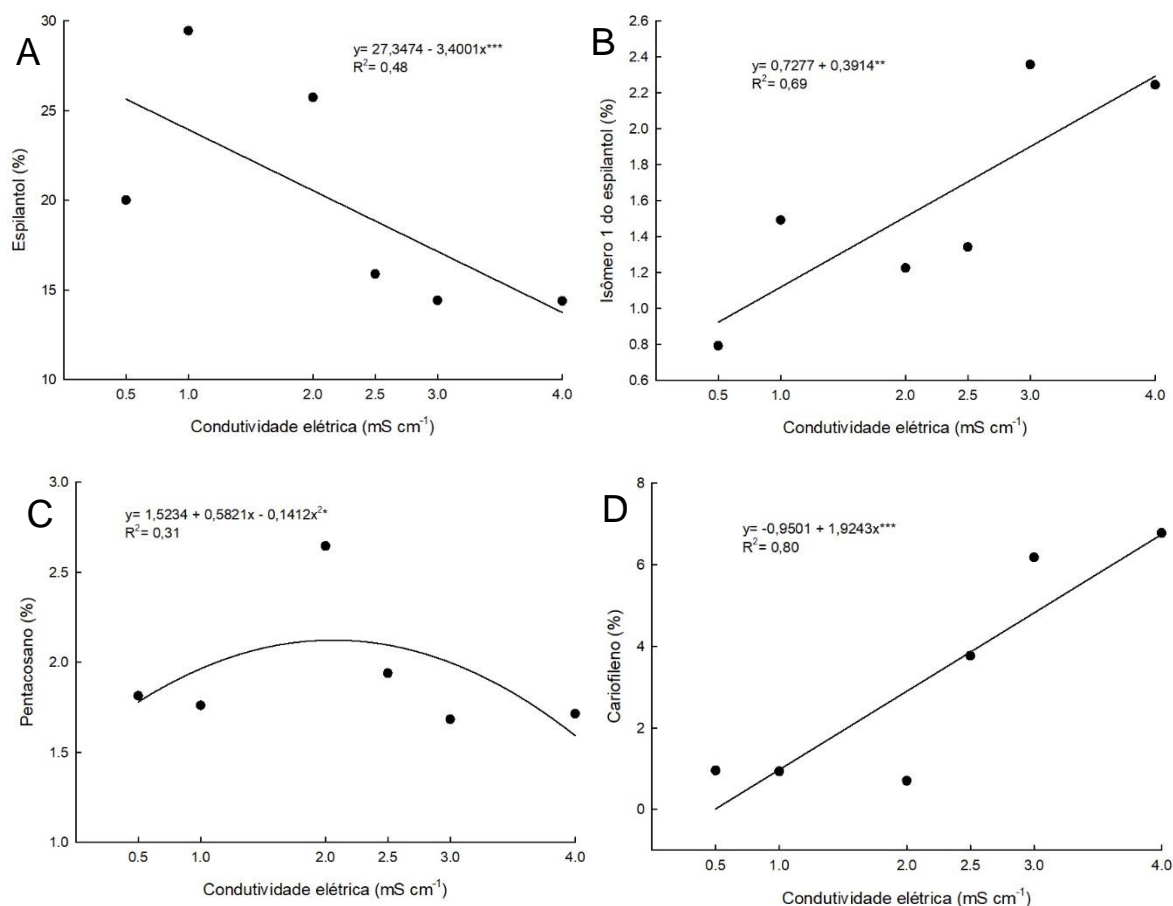 A
30
25
20
15
10
Espilantol (%)
y= 27,3474 - 3,4001x***
R²= 0,48
0.5 1.0 2.0 2.5 3.0 4.0
Condutividade elétrica (mS cm⁻¹)
B
2.6
2.4
2.2
2.0
1.8
1.6
1.4
1.2
1.0
0.8
0.6
Isômero 1 do espilantol (%)
y= 0,7277 + 0,3914**
R²= 0,69
0.5 1.0 2.0 2.5 3.0 4.0
Condutividade elétrica (mS cm⁻¹)
C
3.0
2.5
2.0
1.5
1.0
Pentacosano (%)
y= 1,5234 + 0,5821x - 0,1412x²*
R²= 0,31
0.5 1.0 2.0 2.5 3.0 4.0
Condutividade elétrica (mS cm⁻¹)
D
8
6
4
2
0
Cariofileno (%)
y= -0,9501 + 1,9243x***
R²= 0,80
0.5 1.0 2.0 2.5 3.0 4.0
Condutividade elétrica (mS cm⁻¹)